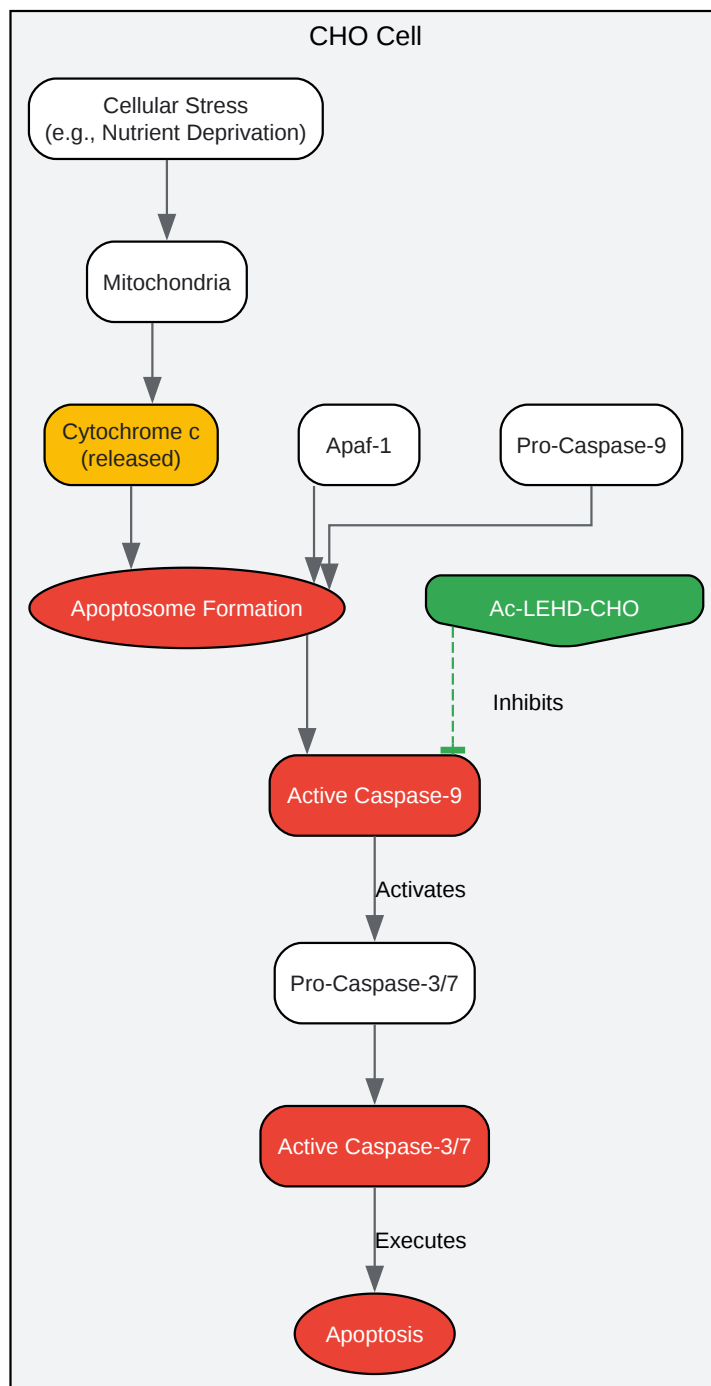 CHO Cell
Cellular Stress
(e.g., Nutrient Deprivation)
Mitochondria
Cytochrome c
(released)
Apaf-1
Pro-Caspase-9
Apoptosome Formation
Ac-LEHD-CHO
Inhibits
Active Caspase-9
Activates
Pro-Caspase-3/7
Active Caspase-3/7
Executes
Apoptosis